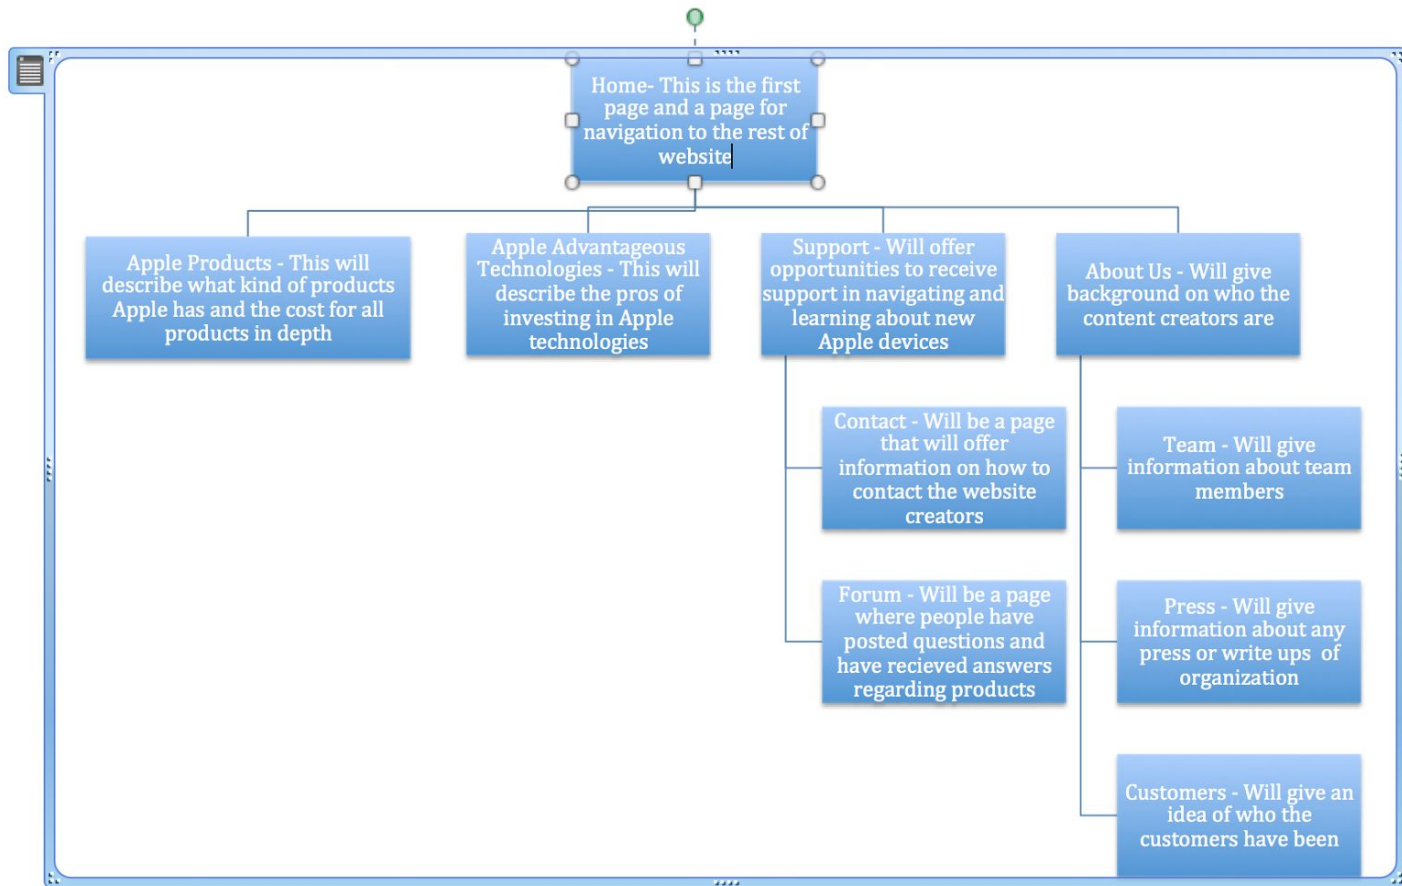 Home- This is the first
page and a page for
navigation to the rest of
website
Apple Products - This will
describe what kind of products
Apple has and the cost for all
products in depth
Apple Advantageous
Technologies - This will
describe the pros of
investing in Apple
technologies
Support - Will offer
opportunities to receive
support in navigating and
learning about new
Apple devices
About Us - Will give
background on who the
content creators are
Contact - Will be a page
that will offer
information on how to
contact the website
creators
Team - Will give
information about team
members
Forum - Will be a page
where people have
posted questions and
have recieved answers
regarding products
Press - Will give
information about any
press or write ups  of
organization
Customers - Will give an
idea of who the
customers have been